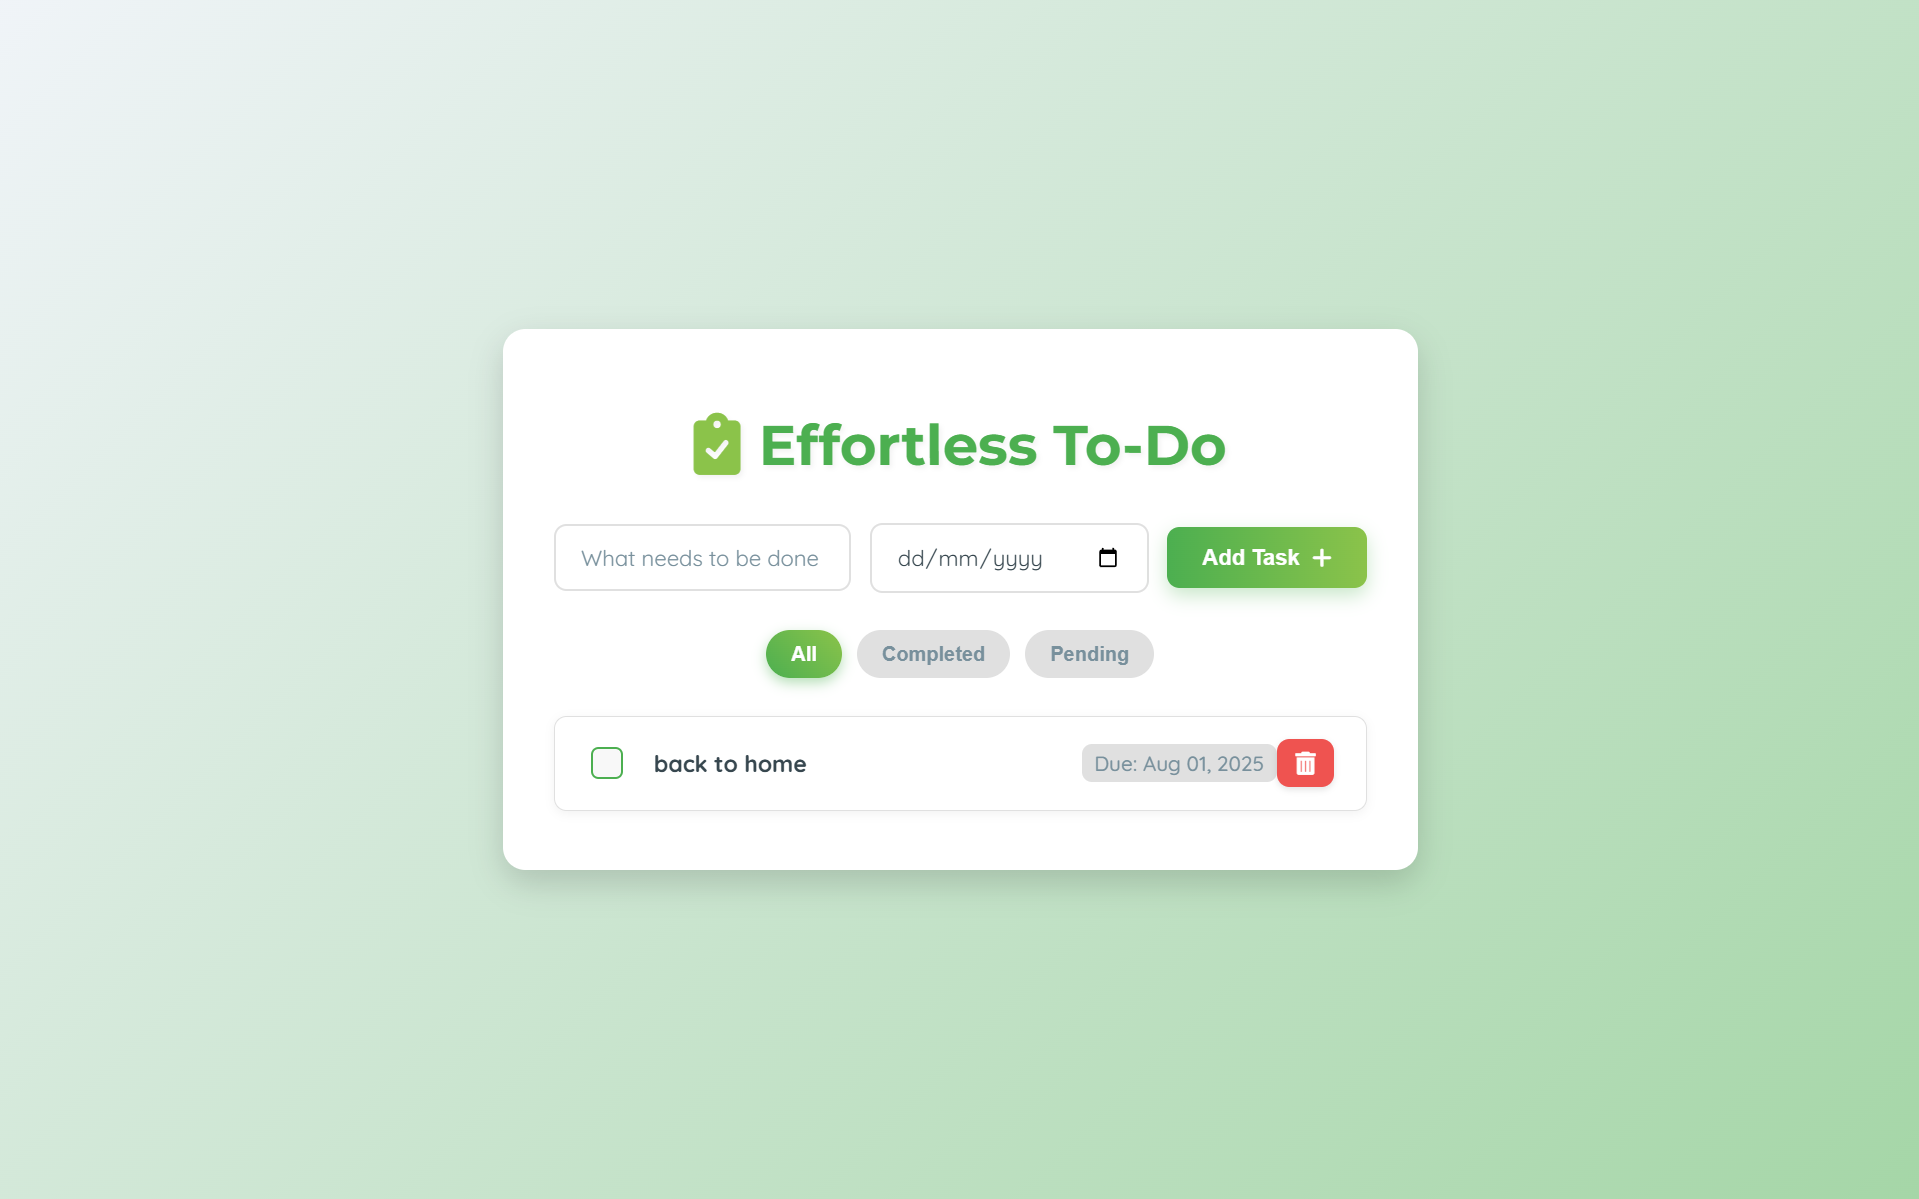 Effortless To-Do
What needs to be done
dd/mm/yyyy
Add Task +
All
Completed
Pending
back to home
Due: Aug 01, 2025